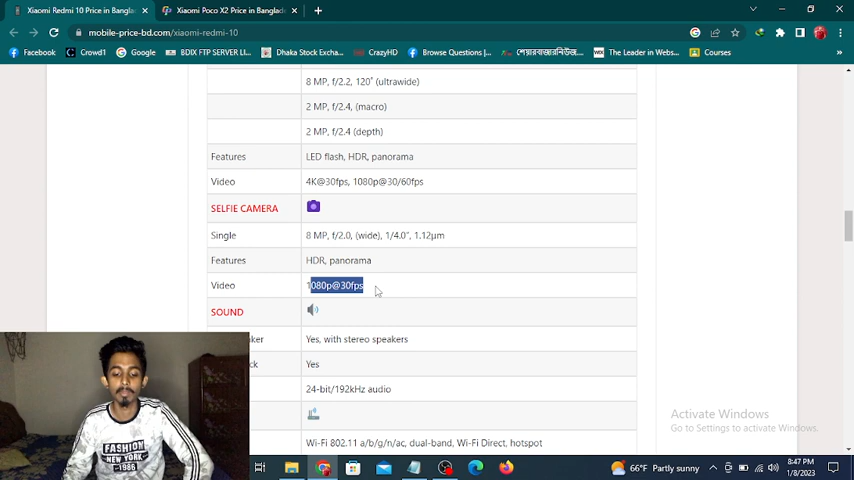 Xiaomi Redmi 10 Price in Banglad
Xiaomi Poco X2 Price in Banglade
mobile-price-bd.com/xiaomi-redmi-10
Facebook
Crowd1
Google
BDIX FTP SERVER LI...
Dhaka Stock Excha...
CrazyHD
Browse Questions |...
শেয়ারবাজারনিউজ...
The Leader in Webs...
Courses
8 MP, f/2.2, 120˚ (ultrawide)
2 MP, f/2.4, (macro)
2 MP, f/2.4 (depth)
Features LED flash, HDR, panorama
Video 4K@30fps, 1080p@30/60fps
SELFIE CAMERA
Single 8 MP, f/2.0, (wide), 1/4.0", 1.12µm
Features HDR, panorama
Video 1080p@30fps
SOUND
ker Yes, with stereo speakers
ck Yes
24-bit/192kHz audio
Wi-Fi 802.11 a/b/g/n/ac, dual-band, Wi-Fi Direct, hotspot
Activate Windows
Go to Settings to activate Windows.
FASHION
NEW YORK
-1986-
66°F Partly sunny
8:47 PM
1/8/2023